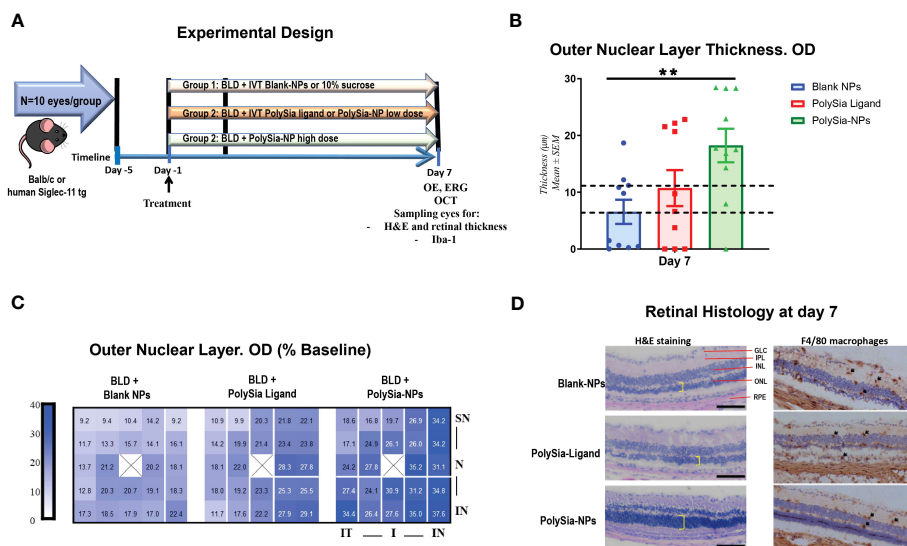 A
Experimental Design
N=10 eyes/group
Group 1: BLD + IVT Blank-NPs or 10% sucrose
Group 2: BLD + IVT PolySia ligand or PolySia-NP low dose
Group 2: BLD + PolySia-NP high dose
Timeline
Day -5
Day -1
Day 7
Balb/c or
human Siglec-11 tg
Treatment
OE, ERG
OCT
Sampling eyes for:
- H&E and retinal thickness
- Iba-1
B
Outer Nuclear Layer Thickness. OD
Thickness (µm)
Mean ± SEM
30
20
10
0
**
Day 7
Blank NPs
PolySia Ligand
PolySia-NPs
C
Outer Nuclear Layer. OD (% Baseline)
BLD +
Blank NPs
BLD +
PolySia Ligand
BLD +
PolySia-NPs
40
30
20
10
0
9.2 9.4 10.4 14.2 9.2 10.9 9.9 20.3 21.8 22.1 18.6 16.8 19.7 26.9 34.2 SN
11.7 13.3 15.7 14.1 16.1 14.2 19.9 21.4 23.4 23.8 17.1 24.9 26.1 26.0 34.2
13.7 21.2 20.2 18.1 18.1 22.0 28.3 27.8 24.2 27.8 35.2 31.1 N
12.8 20.3 20.7 19.1 18.3 18.0 19.2 23.3 25.3 25.5 27.4 24.1 30.9 31.2 34.8
17.3 18.5 17.9 17.0 22.4 11.7 17.6 22.2 27.9 29.1 34.4 26.4 27.6 35.0 37.6 IN
IT I IN
D
Retinal Histology at day 7
H&E staining
F4/80 macrophages
Blank-NPs
PolySia-Ligand
PolySia-NPs
GLC
IPL
INL
ONL
RPE